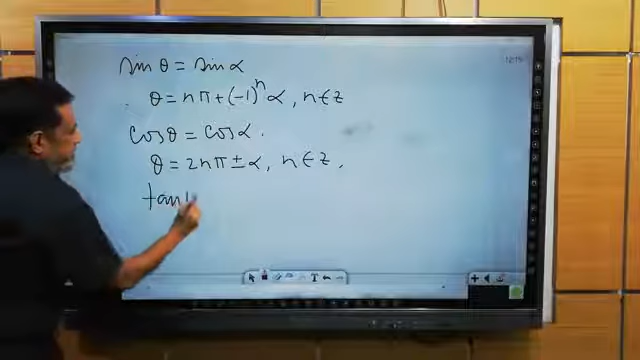 sin θ = sin α
θ = nπ + (-1)ⁿ α, n ∈ z
cos θ = cos α.
θ = 2nπ ± α, n ∈ z,
tan